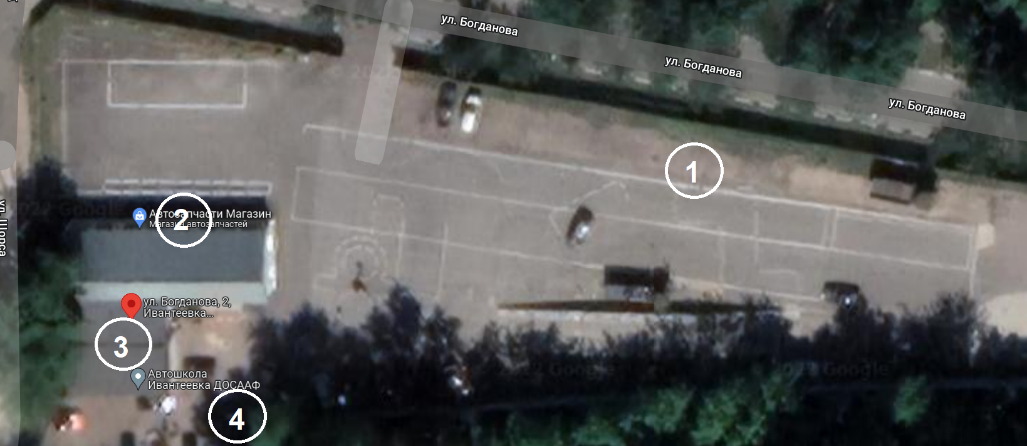 ул. Богданова
ул. Богданова
ул. Богданова
1
2
Автозапчасти Магазин
Магазин автозапчастей
ул. Щорса
ул. Богданова, 2,
Ивантеевка...
3
Автошкола
Ивантеевка ДОСААФ
4
Google